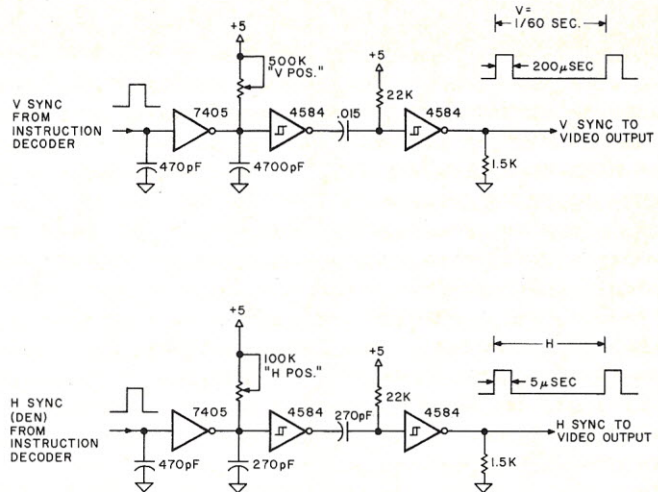 V=
1/60 SEC.
+5
500K
"V POS."
+5
200µSEC
V SYNC
FROM
INSTRUCTION
DECODER
7405
4584
.015
22K
4584
V SYNC TO
VIDEO OUTPUT
470pF
4700pF
1.5K
+5
100K
"H POS."
+5
H
5µSEC
H SYNC
(DEN)
FROM
INSTRUCTION
DECODER
7405
4584
270pF
22K
4584
H SYNC TO
VIDEO OUTPUT
470pF
270pF
1.5K